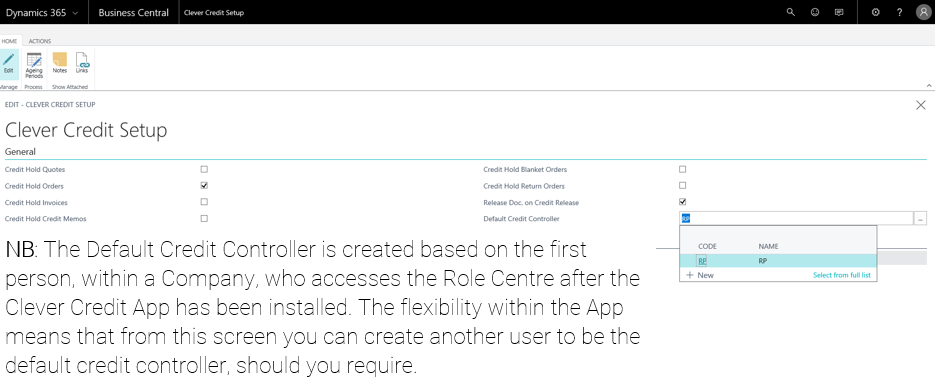 Dynamics 365 Business Central Clever Credit Setup ?
HOME ACTIONS
Edit Ageing Periods Notes Links
Manage Process Show Attached
EDIT - CLEVER CREDIT SETUP
Clever Credit Setup
General
Credit Hold Quotes Credit Hold Blanket Orders
Credit Hold Orders Credit Hold Return Orders
Credit Hold Invoices Release Doc. on Credit Release
Credit Hold Credit Memos Default Credit Controller RP ...
CODE NAME
RP RP
+ New Select from full list
NB: The Default Credit Controller is created based on the first
person, within a Company, who accesses the Role Centre after the
Clever Credit App has been installed. The flexibility within the App
means that from this screen you can create another user to be the
default credit controller, should you require.